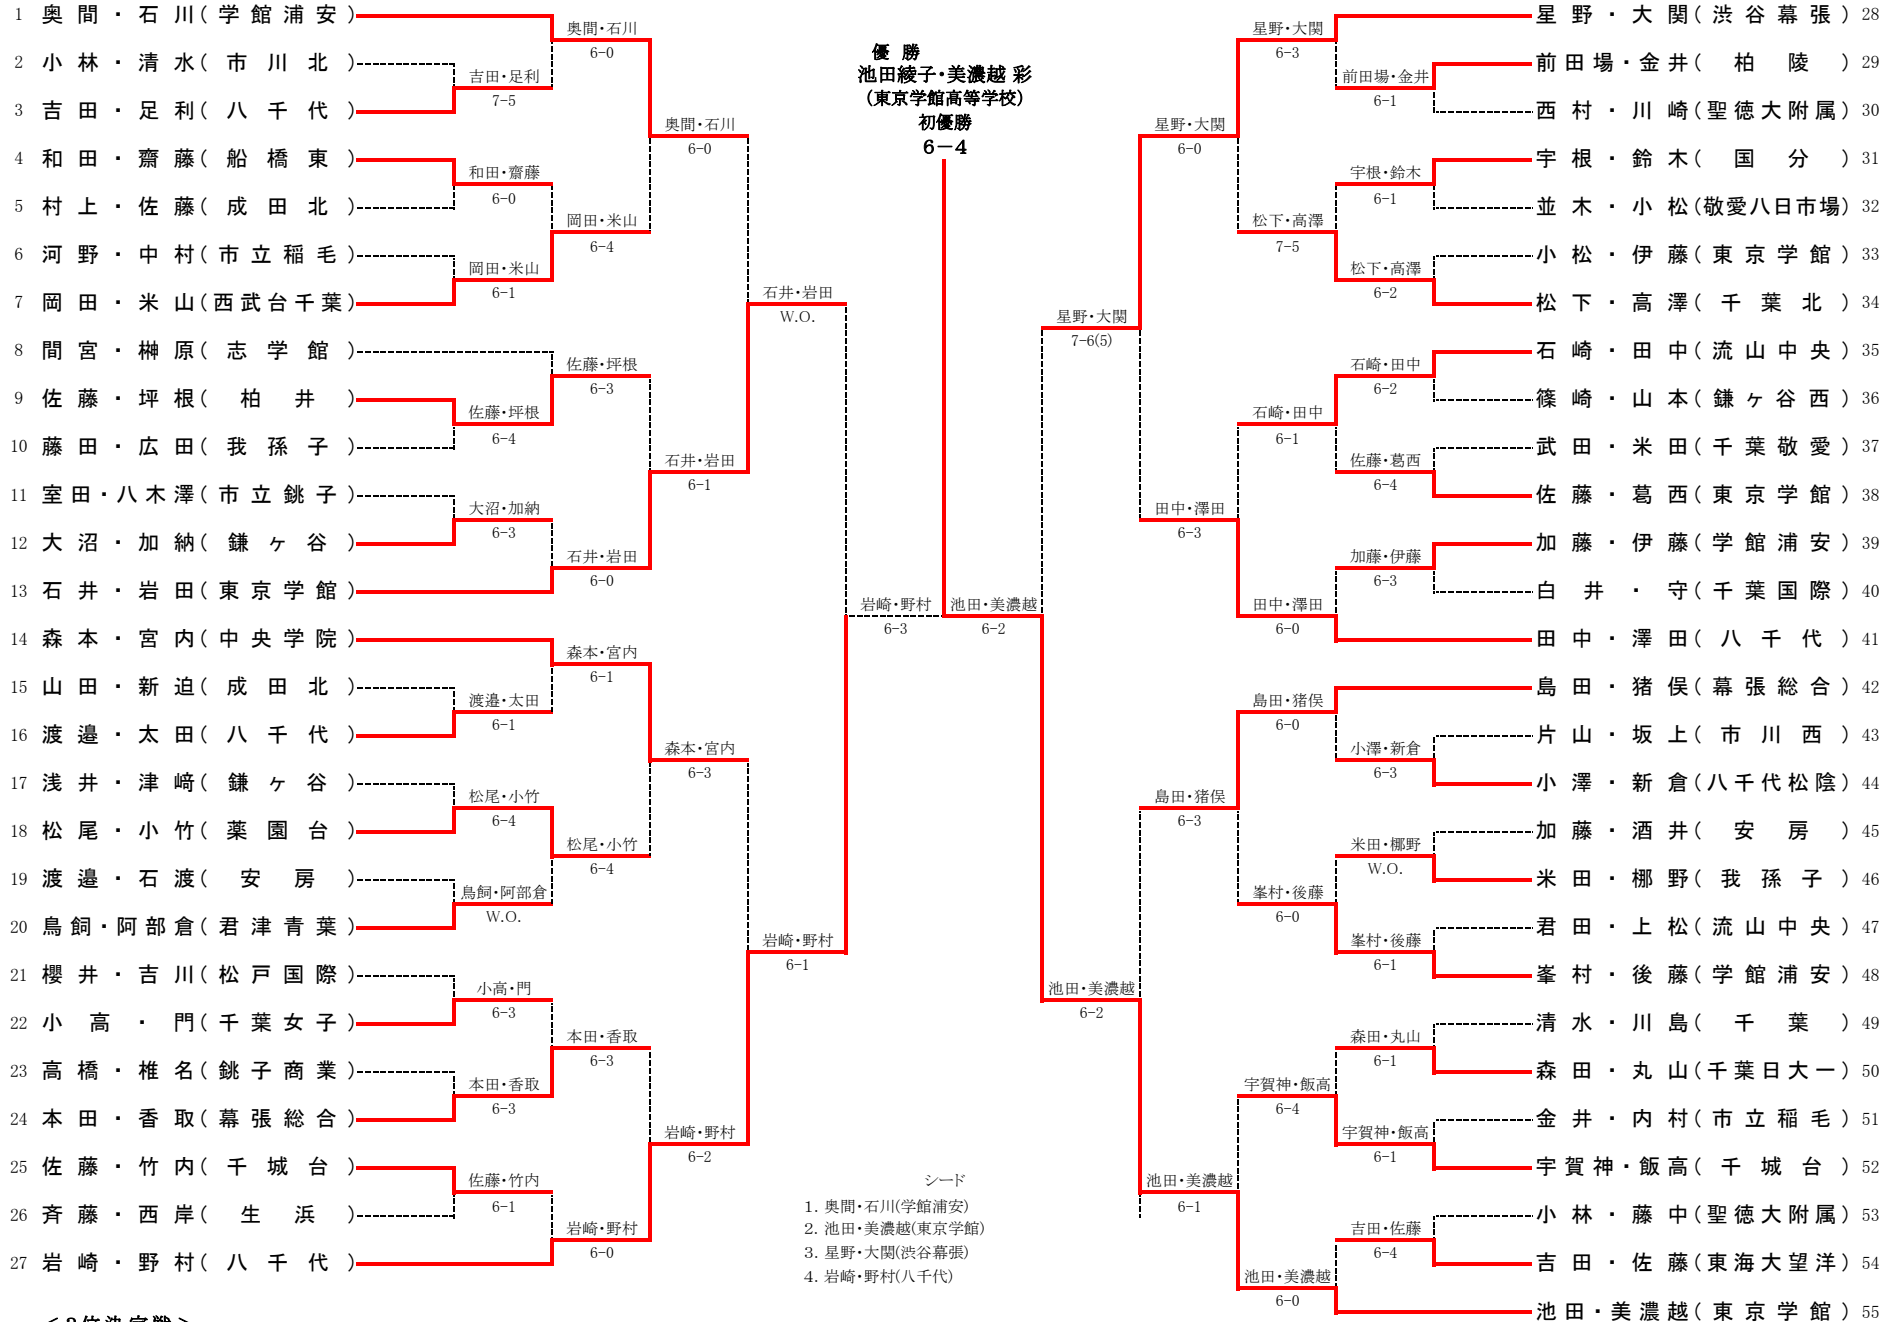 1 奥間・石川(学館浦安)
2 小林・清水(市川北)
3 吉田・足利(八千代)
4 和田・齋藤(船橋東)
5 村上・佐藤(成田北)
6 河野・中村(市立稲毛)
7 岡田・米山(西武台千葉)
8 間宮・榊原(志学館)
9 佐藤・坪根(柏井)
10 藤田・広田(我孫子)
11 室田・八木澤(市立銚子)
12 大沼・加納(鎌ヶ谷)
13 石井・岩田(東京学館)
14 森本・宮内(中央学院)
15 山田・新迫(成田北)
16 渡邉・太田(八千代)
17 浅井・津﨑(鎌ヶ谷)
18 松尾・小竹(薬園台)
19 渡邉・石渡(安房)
20 鳥飼・阿部倉(君津青葉)
21 櫻井・吉川(松戸国際)
22 小高・門(千葉女子)
23 高橋・椎名(銚子商業)
24 本田・香取(幕張総合)
25 佐藤・竹内(千城台)
26 斉藤・西岸(生浜)
27 岩崎・野村(八千代)
吉田・足利
7-5
和田・齋藤
6-0
岡田・米山
6-1
佐藤・坪根
6-4
大沼・加納
6-3
渡邉・太田
6-1
松尾・小竹
6-4
鳥飼・阿部倉
W.O.
小高・門
6-3
本田・香取
6-3
佐藤・竹内
6-1
奥間・石川
6-0
岡田・米山
6-4
佐藤・坪根
6-3
石井・岩田
6-0
森本・宮内
6-1
松尾・小竹
6-4
本田・香取
6-3
岩崎・野村
6-0
奥間・石川
6-0
石井・岩田
6-1
森本・宮内
6-3
岩崎・野村
6-2
石井・岩田
W.O.
岩崎・野村
6-1
岩崎・野村
6-3
優 勝
池田綾子・美濃越 彩
(東京学館高等学校)
初優勝
6-4
池田・美濃越
6-2
星野・大関
7-6(5)
池田・美濃越
6-2
星野・大関
6-0
田中・澤田
6-3
島田・猪俣
6-3
池田・美濃越
6-1
星野・大関
6-3
松下・高澤
7-5
石崎・田中
6-1
田中・澤田
6-0
島田・猪俣
6-0
峯村・後藤
6-0
宇賀神・飯高
6-4
池田・美濃越
6-0
前田場・金井
6-1
宇根・鈴木
6-1
松下・高澤
6-2
石崎・田中
6-2
佐藤・葛西
6-4
加藤・伊藤
6-3
小澤・新倉
6-3
米田・梛野
W.O.
峯村・後藤
6-1
森田・丸山
6-1
宇賀神・飯高
6-1
吉田・佐藤
6-4
星野・大関(渋谷幕張) 28
前田場・金井(柏陵) 29
西村・川崎(聖徳大附属) 30
宇根・鈴木(国分) 31
並木・小松(敬愛八日市場) 32
小松・伊藤(東京学館) 33
松下・高澤(千葉北) 34
石崎・田中(流山中央) 35
篠崎・山本(鎌ヶ谷西) 36
武田・米田(千葉敬愛) 37
佐藤・葛西(東京学館) 38
加藤・伊藤(学館浦安) 39
白井・守(千葉国際) 40
田中・澤田(八千代) 41
島田・猪俣(幕張総合) 42
片山・坂上(市川西) 43
小澤・新倉(八千代松陰) 44
加藤・酒井(安房) 45
米田・梛野(我孫子) 46
君田・上松(流山中央) 47
峯村・後藤(学館浦安) 48
清水・川島(千葉) 49
森田・丸山(千葉日大一) 50
金井・内村(市立稲毛) 51
宇賀神・飯高(千城台) 52
小林・藤中(聖徳大附属) 53
吉田・佐藤(東海大望洋) 54
池田・美濃越(東京学館) 55
シード
1. 奥間・石川(学館浦安)
2. 池田・美濃越(東京学館)
3. 星野・大関(渋谷幕張)
4. 岩崎・野村(八千代)